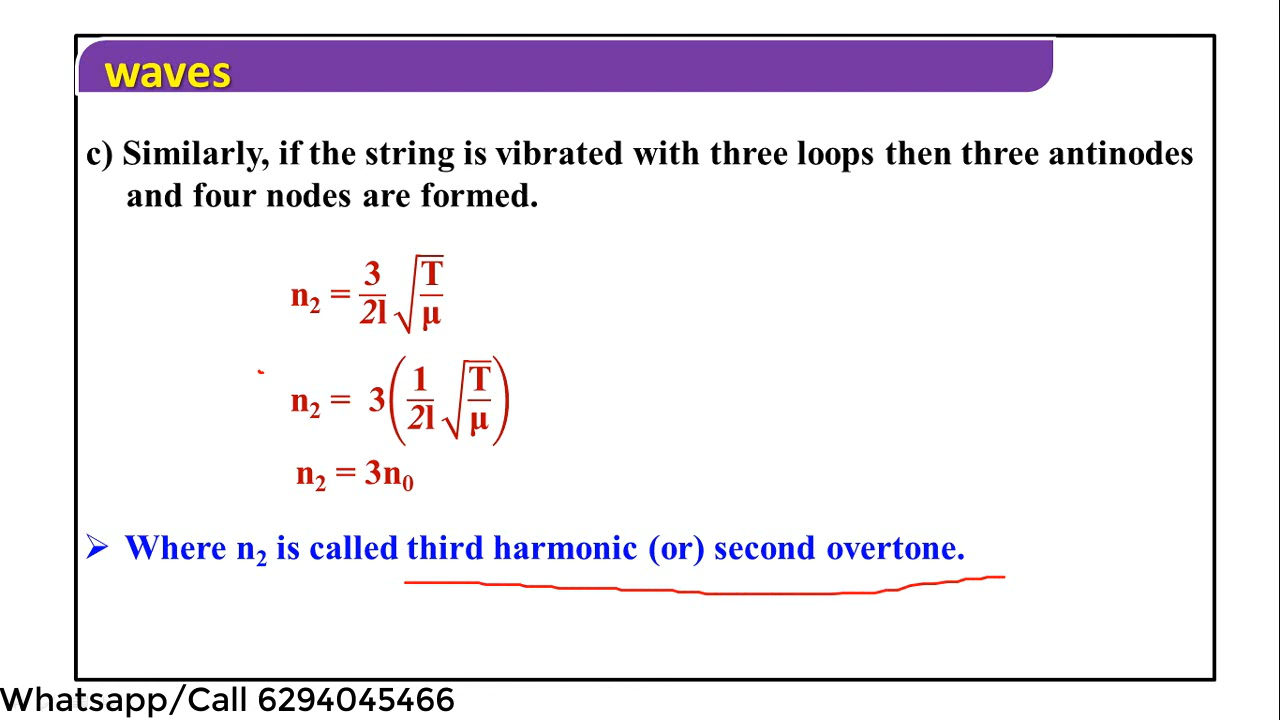 waves
c) Similarly, if the string is vibrated with three loops then three antinodes
and four nodes are formed.
n₂ = 3/2l √(T/μ)
n₂ = 3(1/2l √(T/μ))
n₂ = 3n₀
➢ Where n₂ is called third harmonic (or) second overtone.
Whatsapp/Call 6294045466